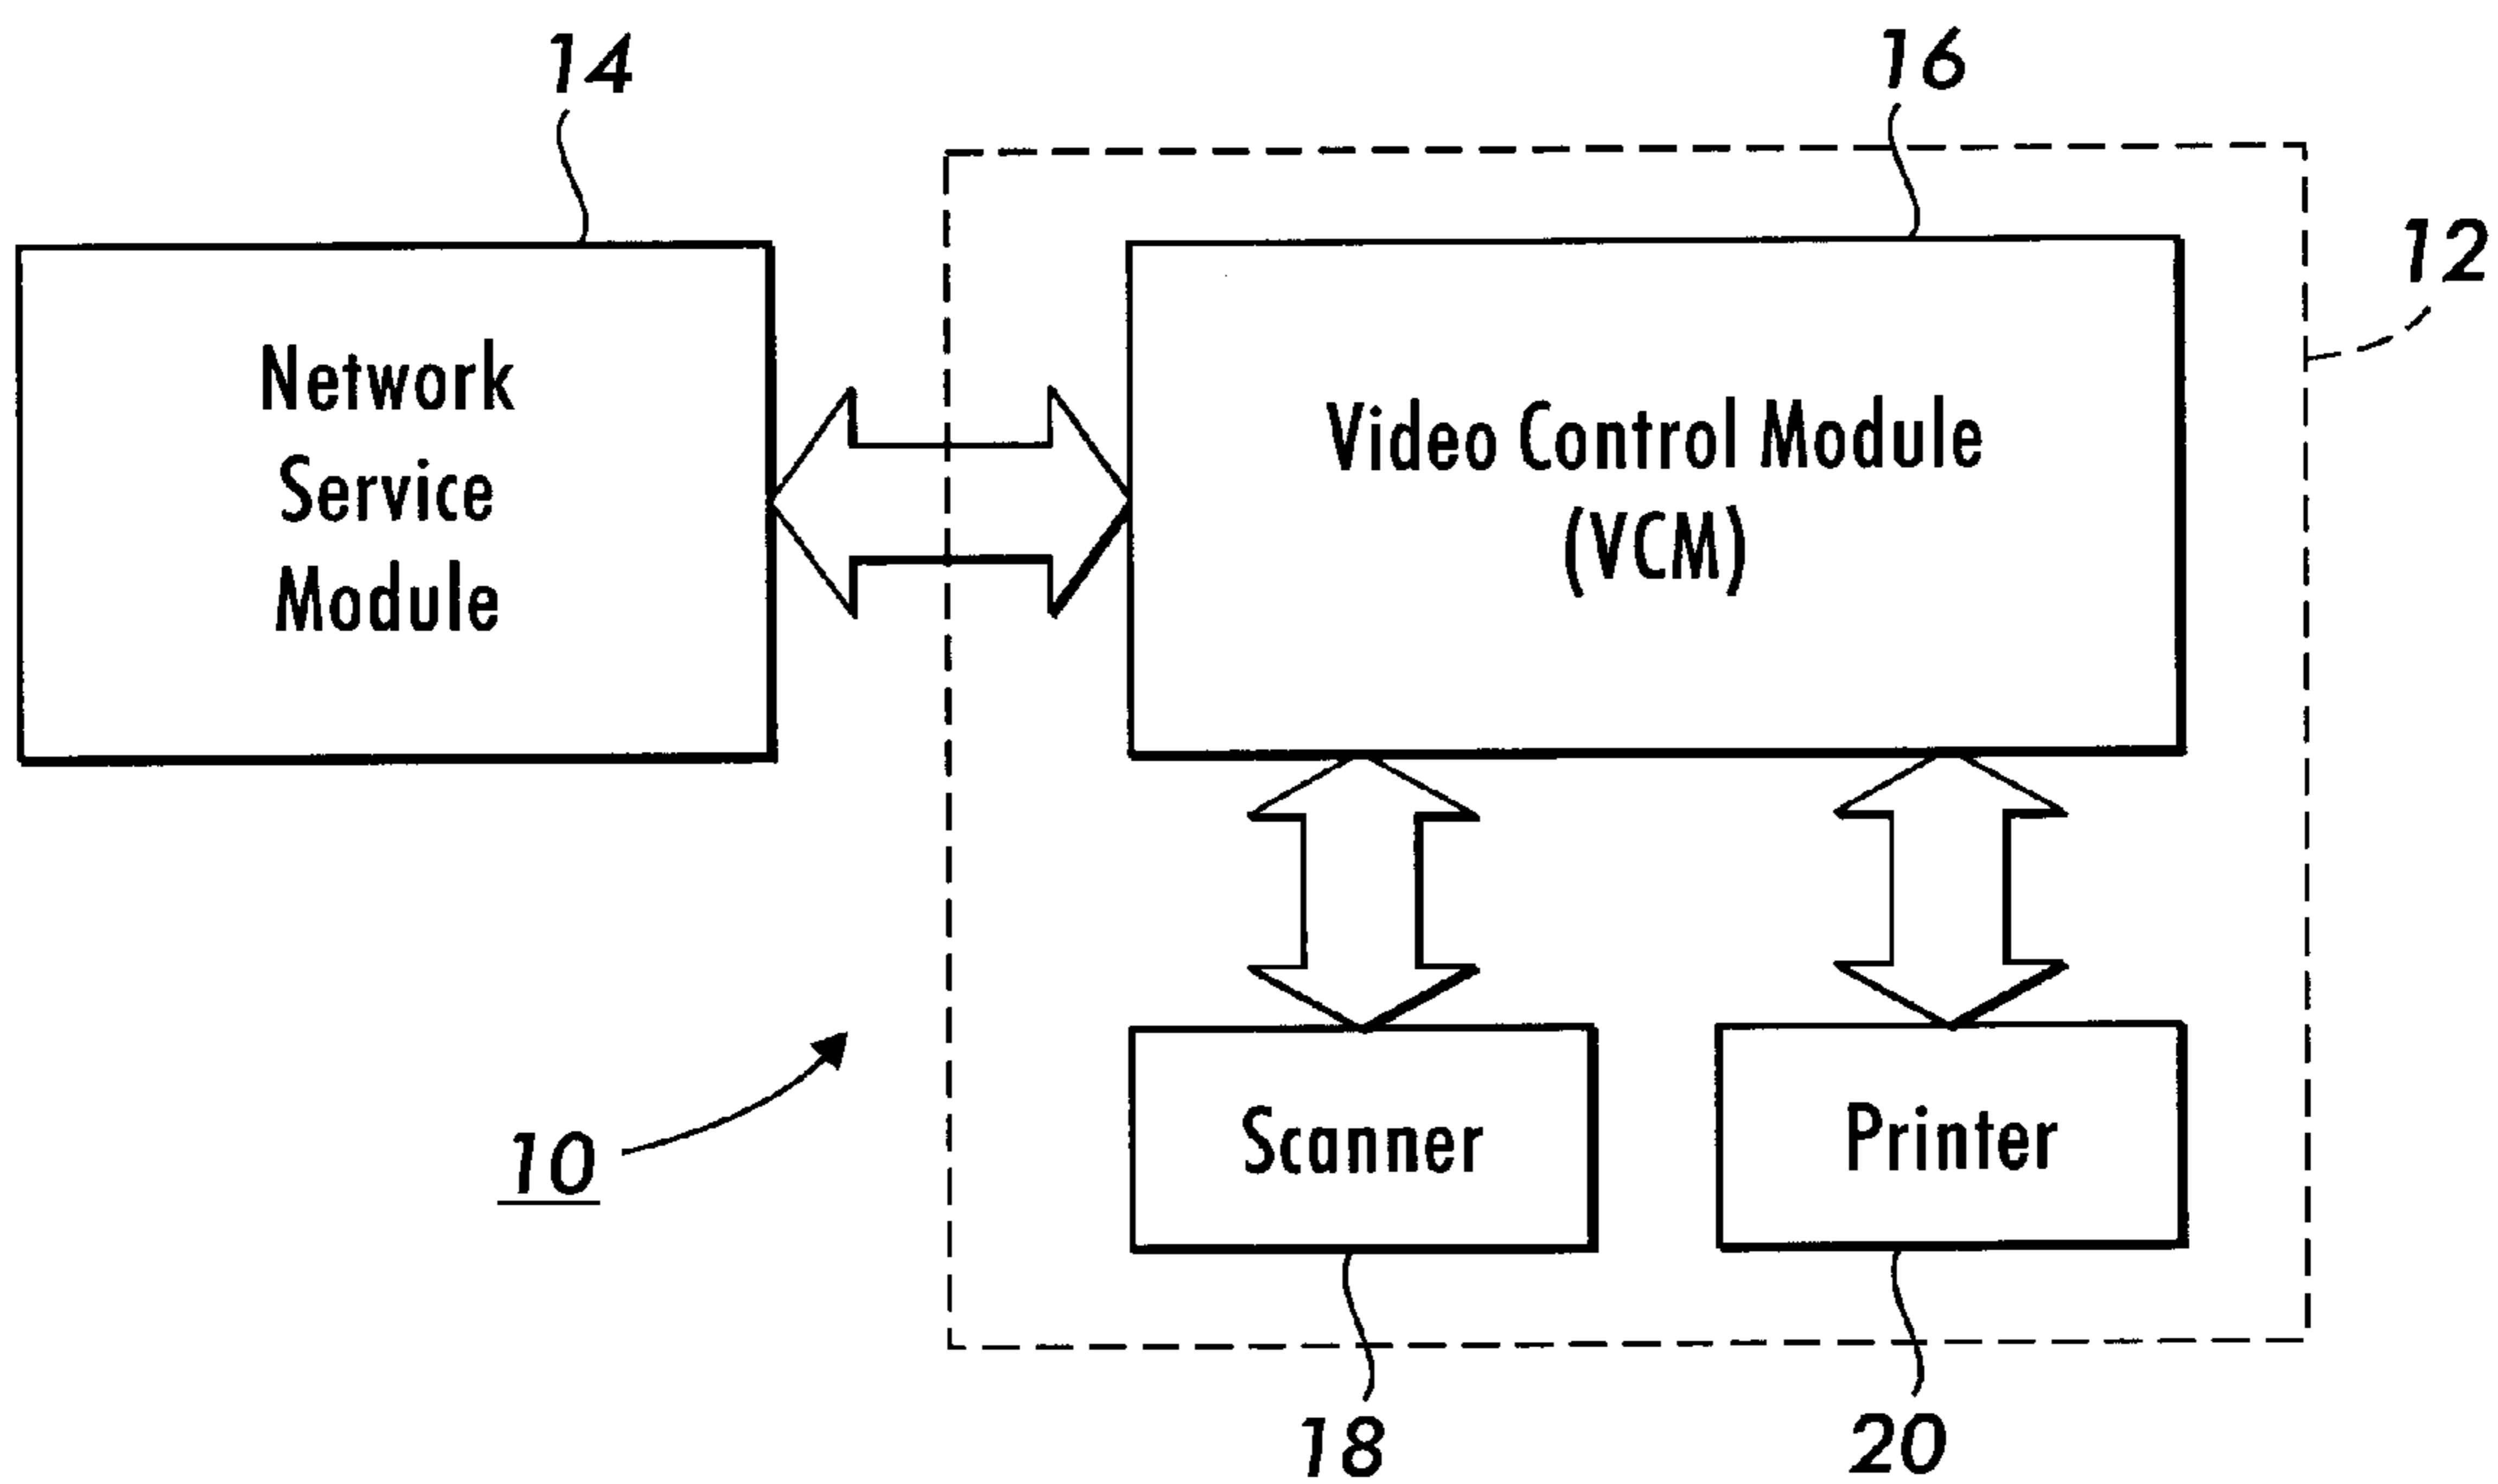 14
16
12
Network
Service
Module
Video Control Module
(VCM)
10
Scanner
Printer
18
20